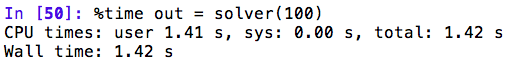 In [50]: %time out = solver(100)
CPU times: user 1.41 s, sys: 0.00 s, total: 1.42 s
Wall time: 1.42 s